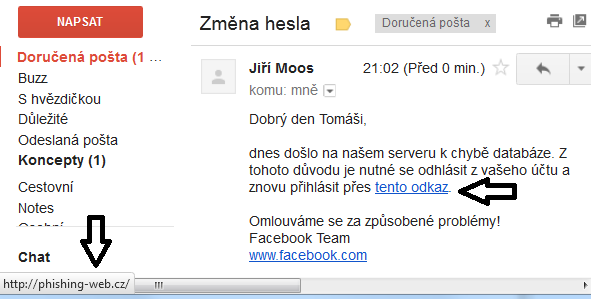 NAPSAT
Doručená pošta (1 ...
Buzz
S hvězdičkou
Důležité
Odeslaná pošta
Koncepty (1)
Cestovní
Notes
Osobní
Chat
http://phishing-web.cz/
Změna hesla
Doručená pošta x
Jiří Moos
21:02 (Před 0 min.)
komu: mně
Dobrý den Tomáši,
dnes došlo na našem serveru k chybě databáze. Z
tohoto důvodu je nutné se odhlásit z vašeho účtu a
znovu přihlásit přes tento odkaz.
Omlouváme se za způsobené problémy!
Facebook Team
www.facebook.com